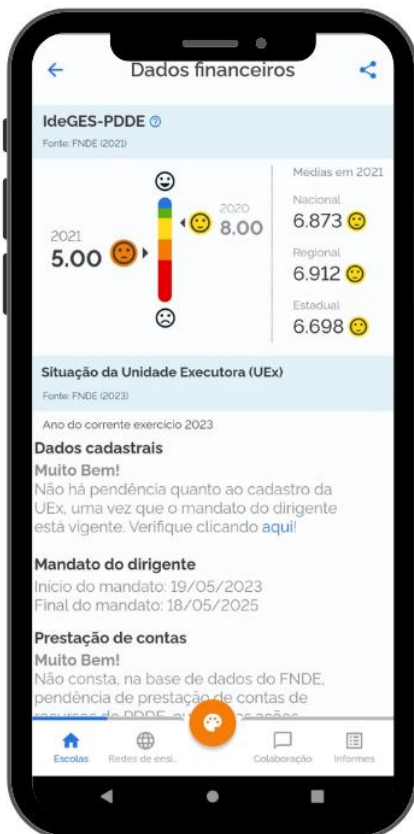 Dados financeiros
IdeGES-PDDE
Fonte: FNDE (2021)
2021
5.00
2020
8.00
Médias em 2021
Nacional
6.873
Regional
6.912
Estadual
6.698
Situação da Unidade Executora (UEx)
Fonte: FNDE (2023)
Ano do corrente exercício 2023
Dados cadastrais
Muito Bem!
Não há pendência quanto ao cadastro da
UEx, uma vez que o mandato do dirigente
está vigente. Verifique clicando aqui!
Mandato do dirigente
Início do mandato: 19/05/2023
Final do mandato: 18/05/2025
Prestação de contas
Muito Bem!
Não consta, na base de dados do FNDE,
pendência de prestação de contas de
recursos do PDDE
Escolas
Redes de ensi...
Colaboração
Informes